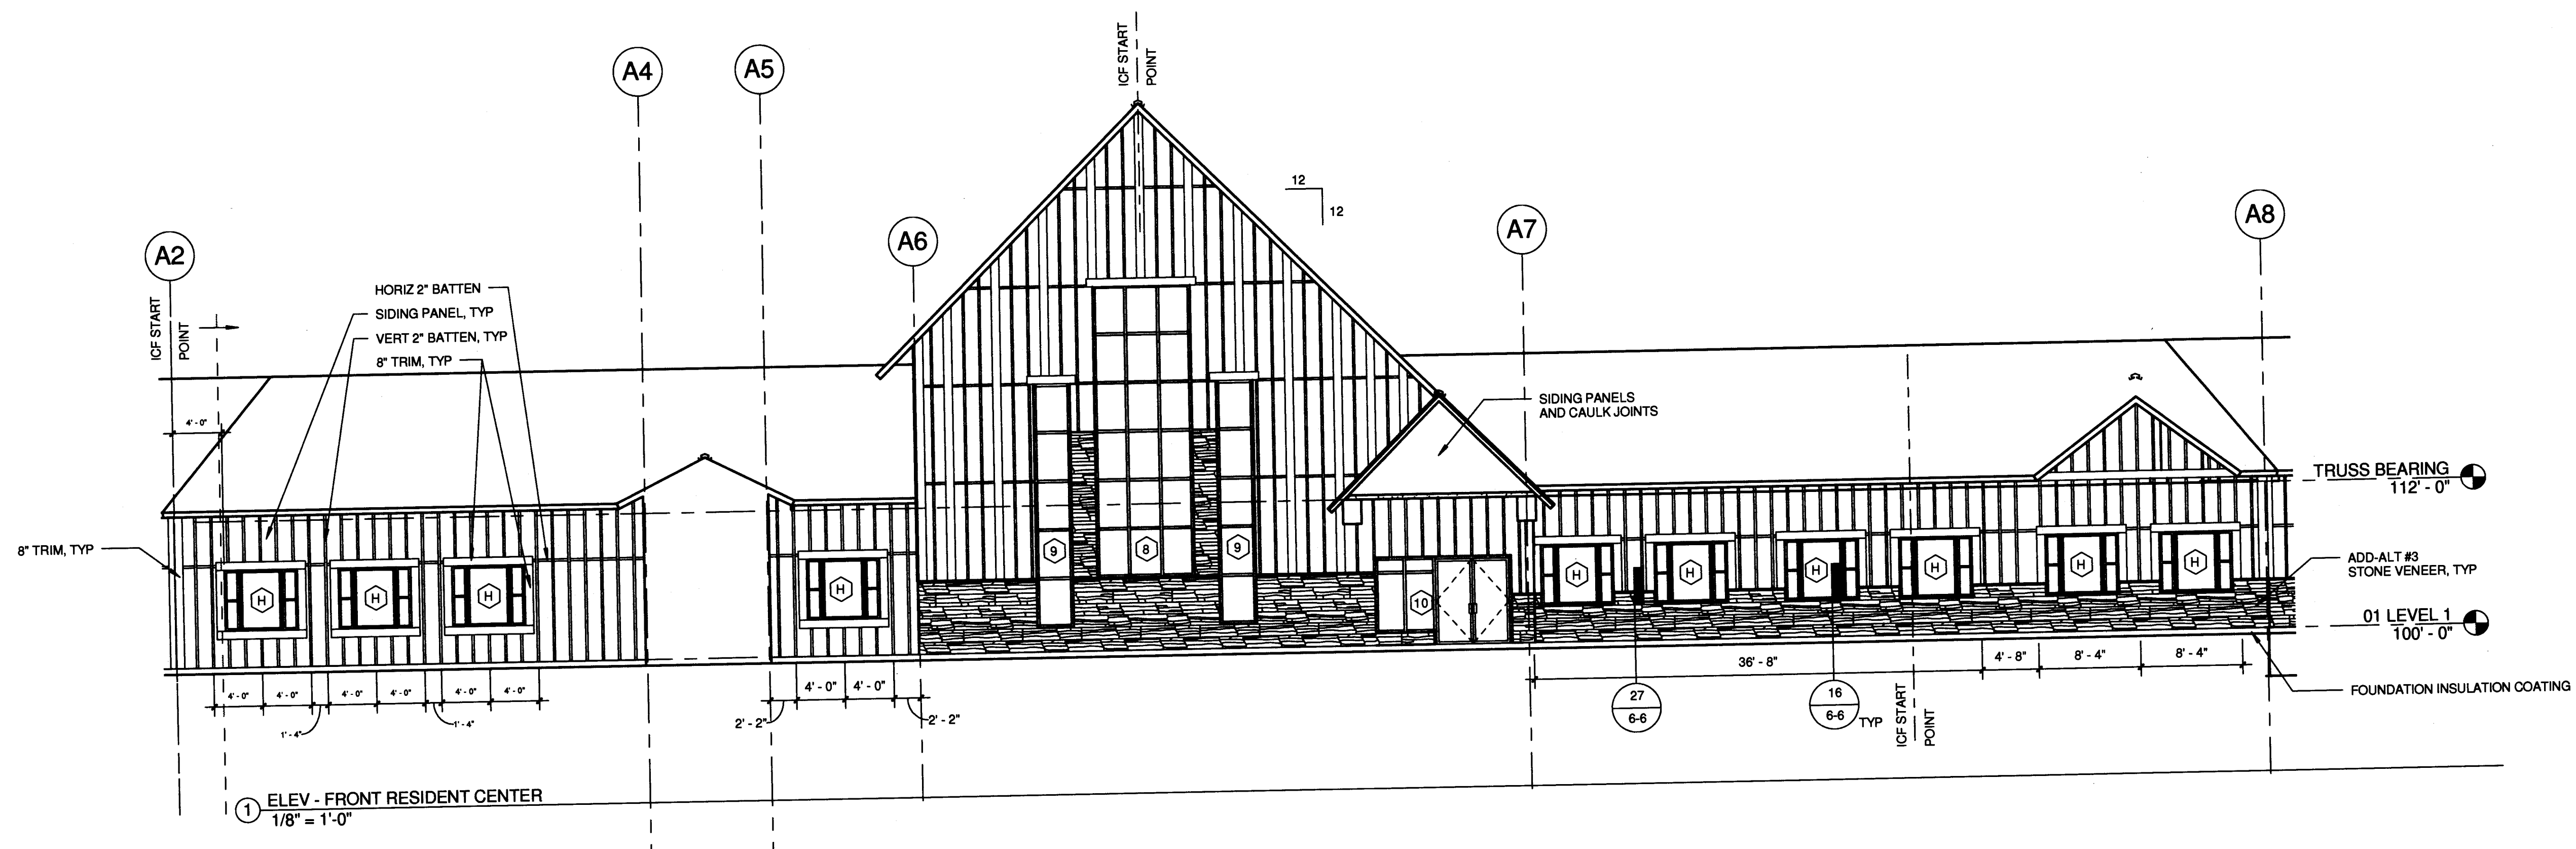 ICF START
POINT
A4
A5
A6
A7
A8
A2
12
12
ICF START
POINT
HORIZ 2" BATTEN
SIDING PANEL, TYP
VERT 2" BATTEN, TYP
8" TRIM, TYP
4' - 0"
SIDING PANELS
AND CAULK JOINTS
TRUSS BEARING
112' - 0"
8" TRIM, TYP
9
8
9
H
H
H
H
10
H
H
H
H
H
H
ADD-ALT #3
STONE VENEER, TYP
01 LEVEL 1
100' - 0"
4' - 0"
4' - 0"
4' - 0"
4' - 0"
4' - 0"
4' - 0"
1' - 4"
1' - 4"
4' - 0"
4' - 0"
2' - 2"
2' - 2"
36' - 8"
4' - 8"
8' - 4"
8' - 4"
FOUNDATION INSULATION COATING
27
6-6
16
6-6
TYP
ICF START
POINT
1
ELEV - FRONT RESIDENT CENTER
1/8" = 1'-0"